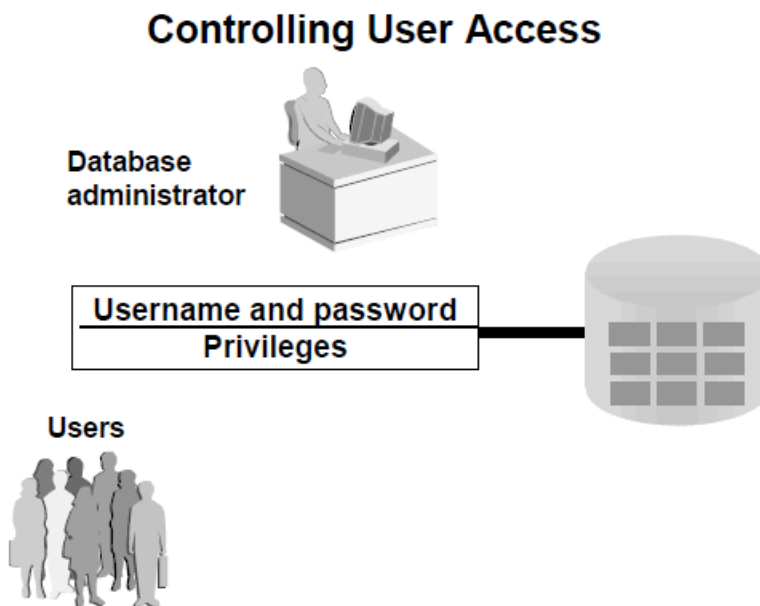 Controlling User Access
Database
administrator
Username and password
Privileges
Users